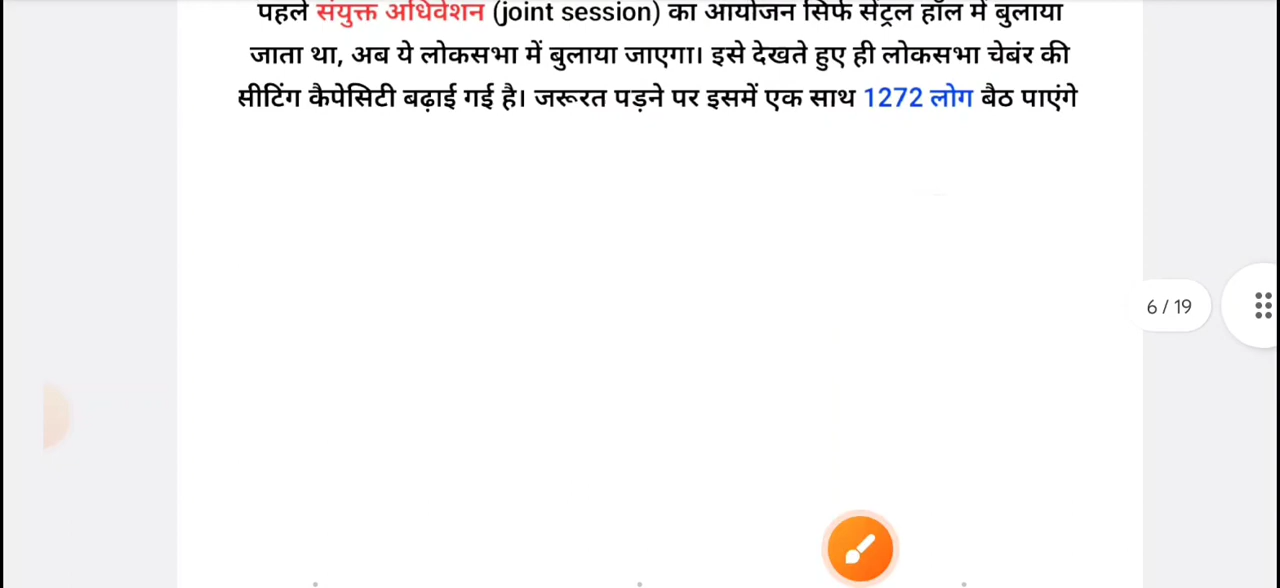 पहले संयुक्त अधिवेशन (joint session) का आयोजन सिर्फ सेंट्रल हॉल में बुलाया
जाता था, अब ये लोकसभा में बुलाया जाएगा। इसे देखते हुए ही लोकसभा चेबंर की
सीटिंग कैपेसिटी बढ़ाई गई है। जरूरत पड़ने पर इसमें एक साथ 1272 लोग बैठ पाएंगे
6 / 19